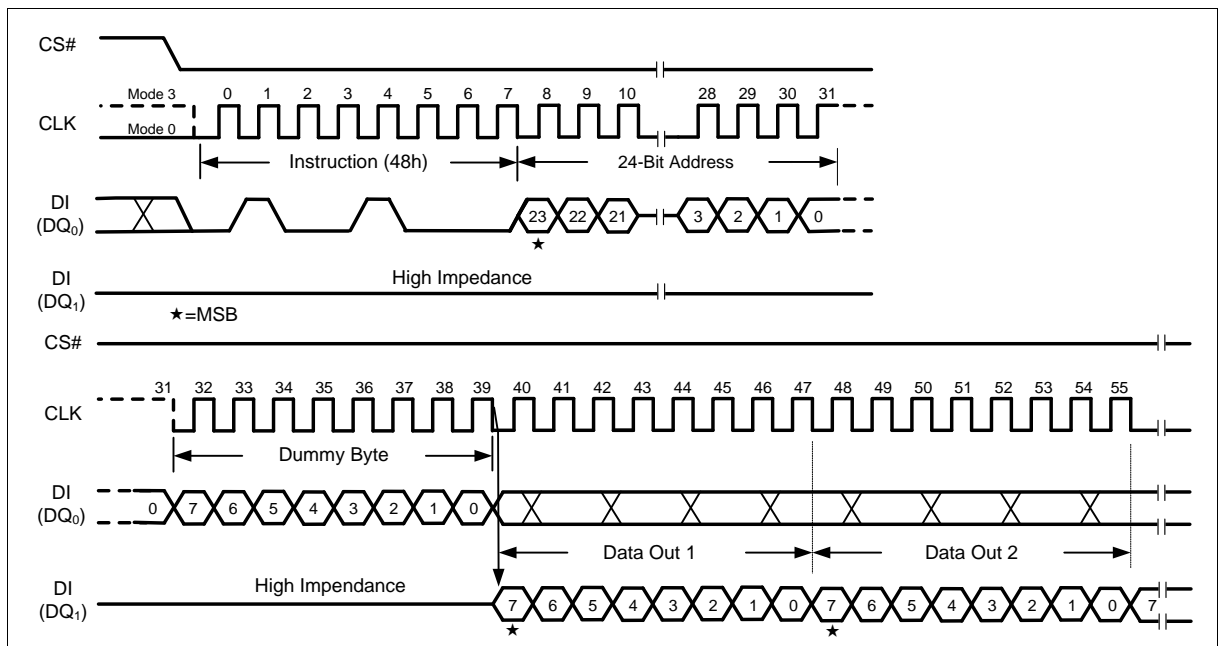 CS#
Mode 3 0 1 2 3 4 5 6 7 8 9 10 28 29 30 31
CLK
Mode 0
Instruction (48h) 24-Bit Address
DI
(DQ0) 23 22 21 3 2 1 0
★
DI
(DQ1) High Impedance
★=MSB
CS#
31 32 33 34 35 36 37 38 39 40 41 42 43 44 45 46 47 48 49 50 51 52 53 54 55
CLK
Dummy Byte
DI
(DQ0) 0 7 6 5 4 3 2 1 0
Data Out 1 Data Out 2
DI
(DQ1) High Impendance 7 6 5 4 3 2 1 0 7 6 5 4 3 2 1 0 7
★ ★